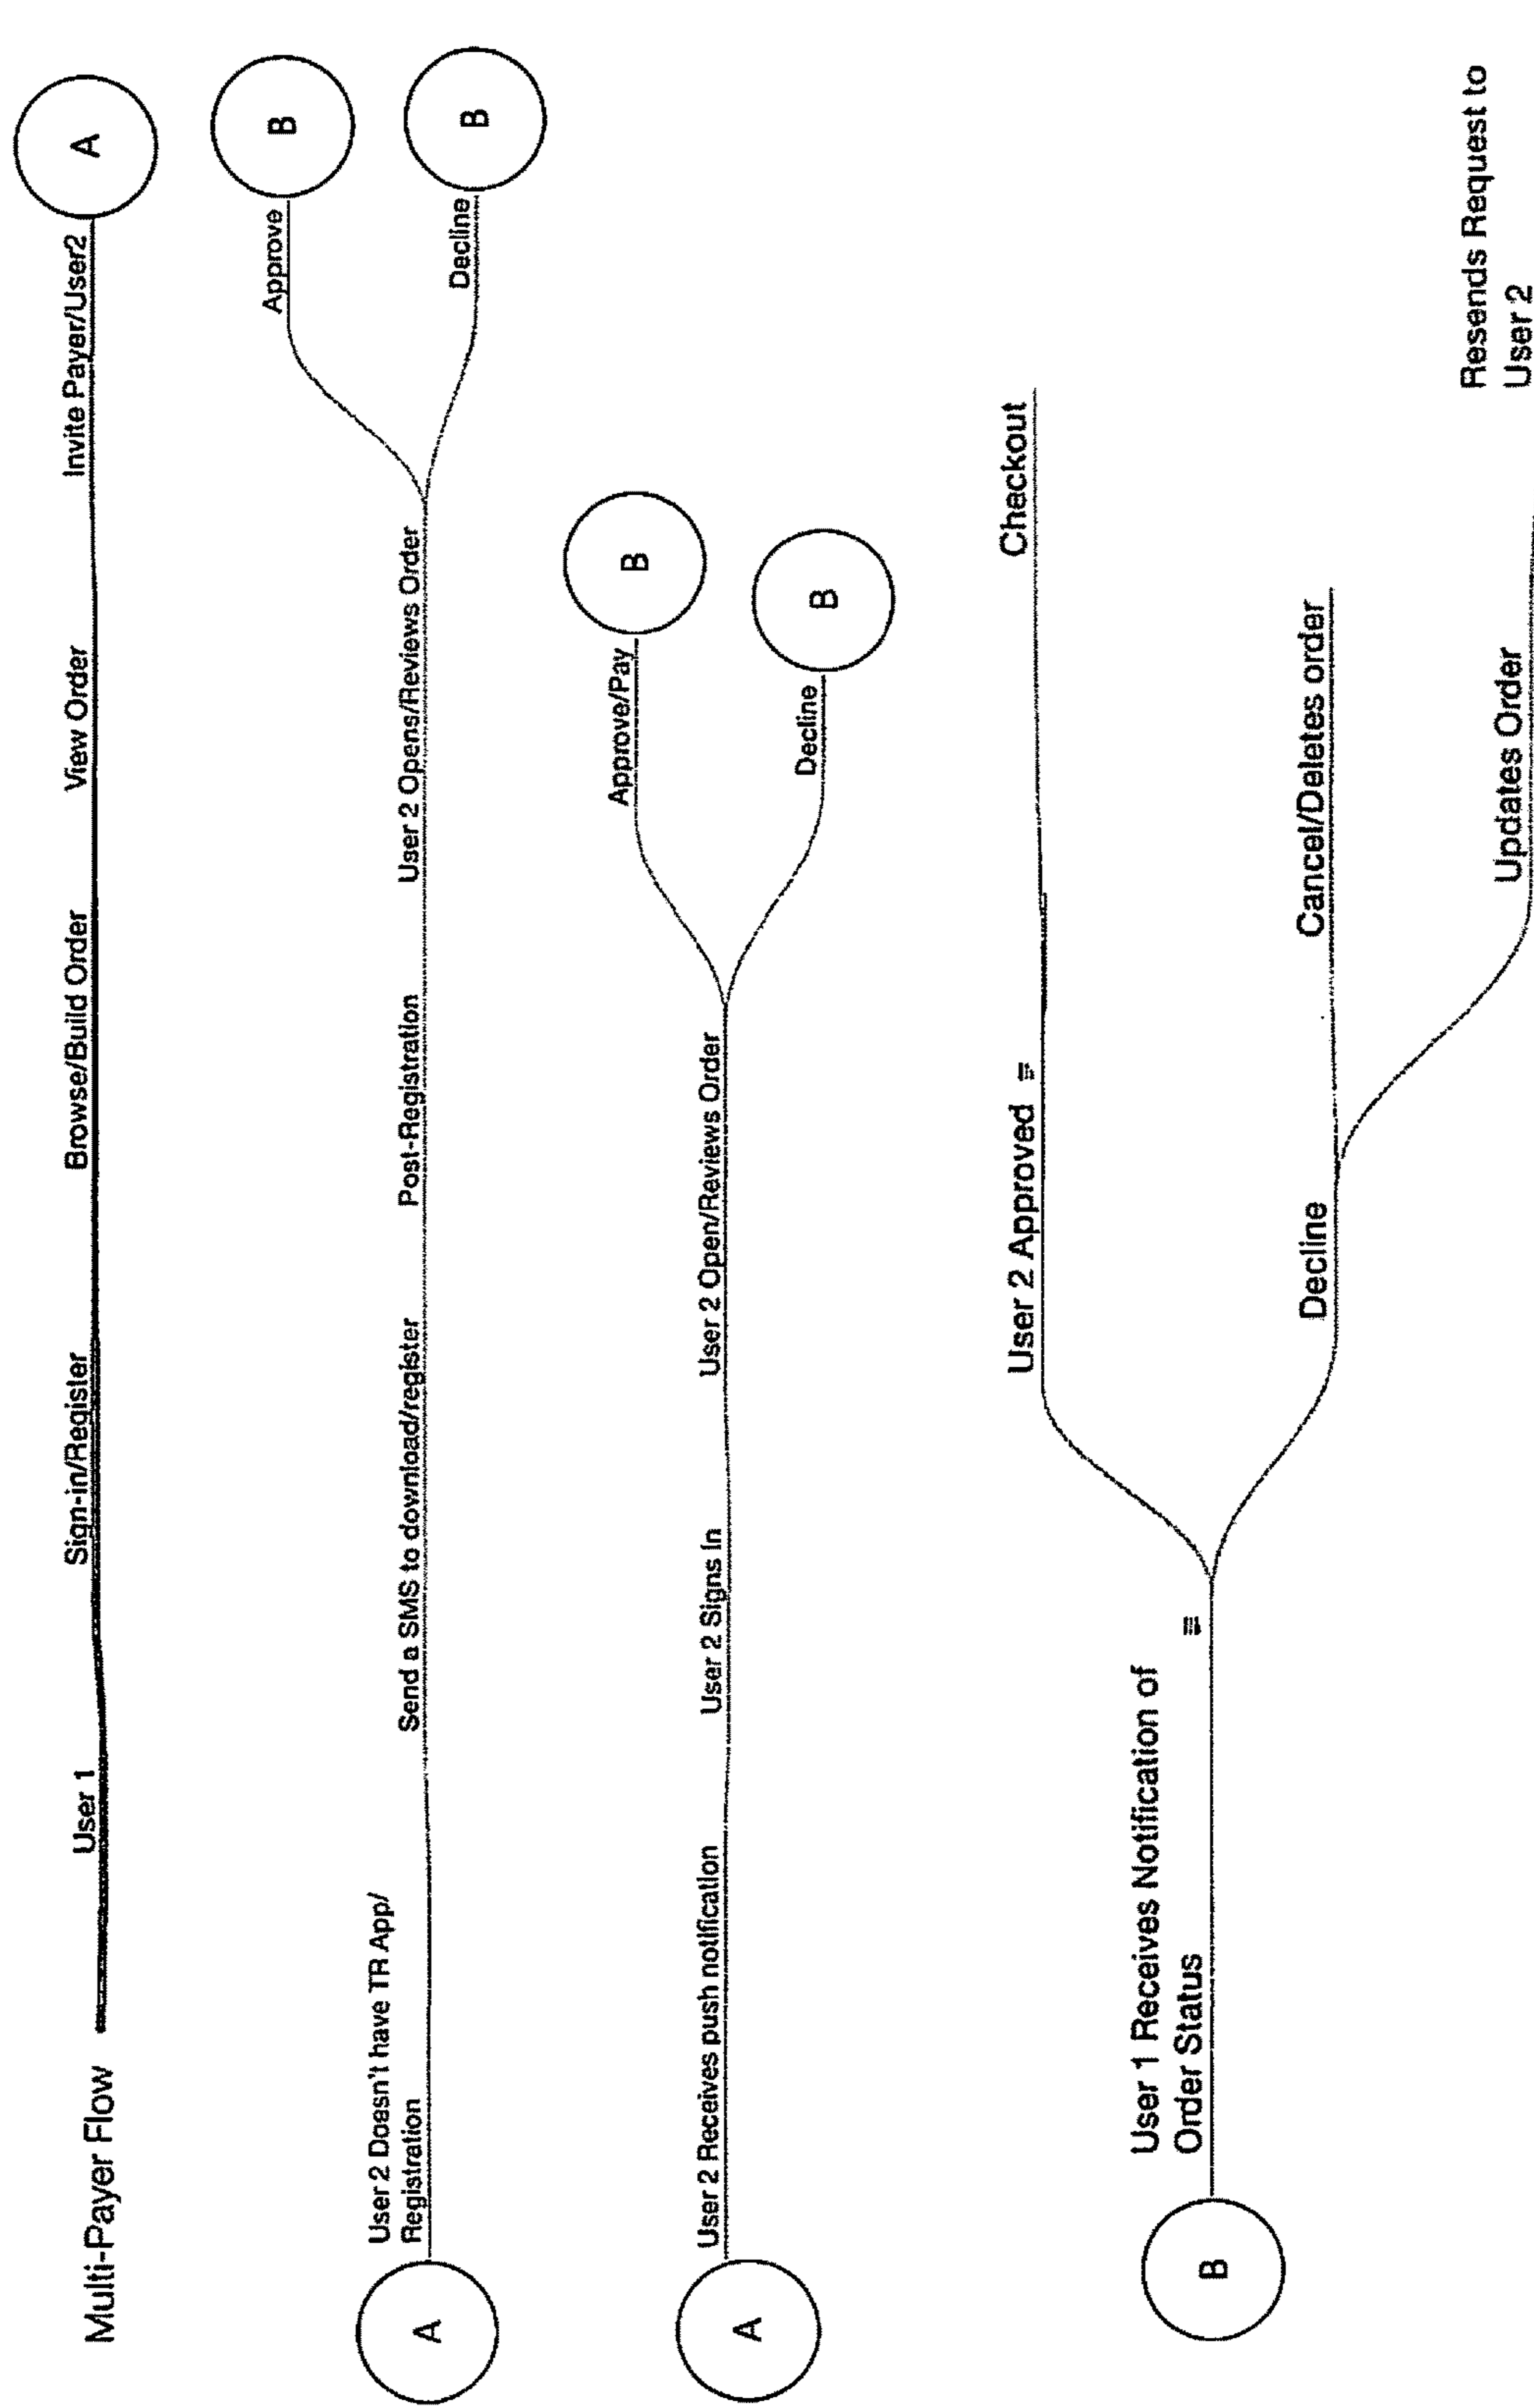 Multi-Payer Flow
User 1
Sign-in/Register
Browse/Build Order
View Order
Invite Payer/User2
A
A
User 2 Doesn't have TR App/
Registration
Send a SMS to download/register
Post-Registration
User 2 Opens/Reviews Order
Approve
B
Decline
B
A
User 2 Receives push notification
User 2 Signs In
User 2 Open/Reviews Order
Approve/Pay
B
Decline
B
B
User 1 Receives Notification of
Order Status
User 2 Approved
Checkout
Decline
Cancel/Deletes order
Updates Order
Resends Request to
User 2